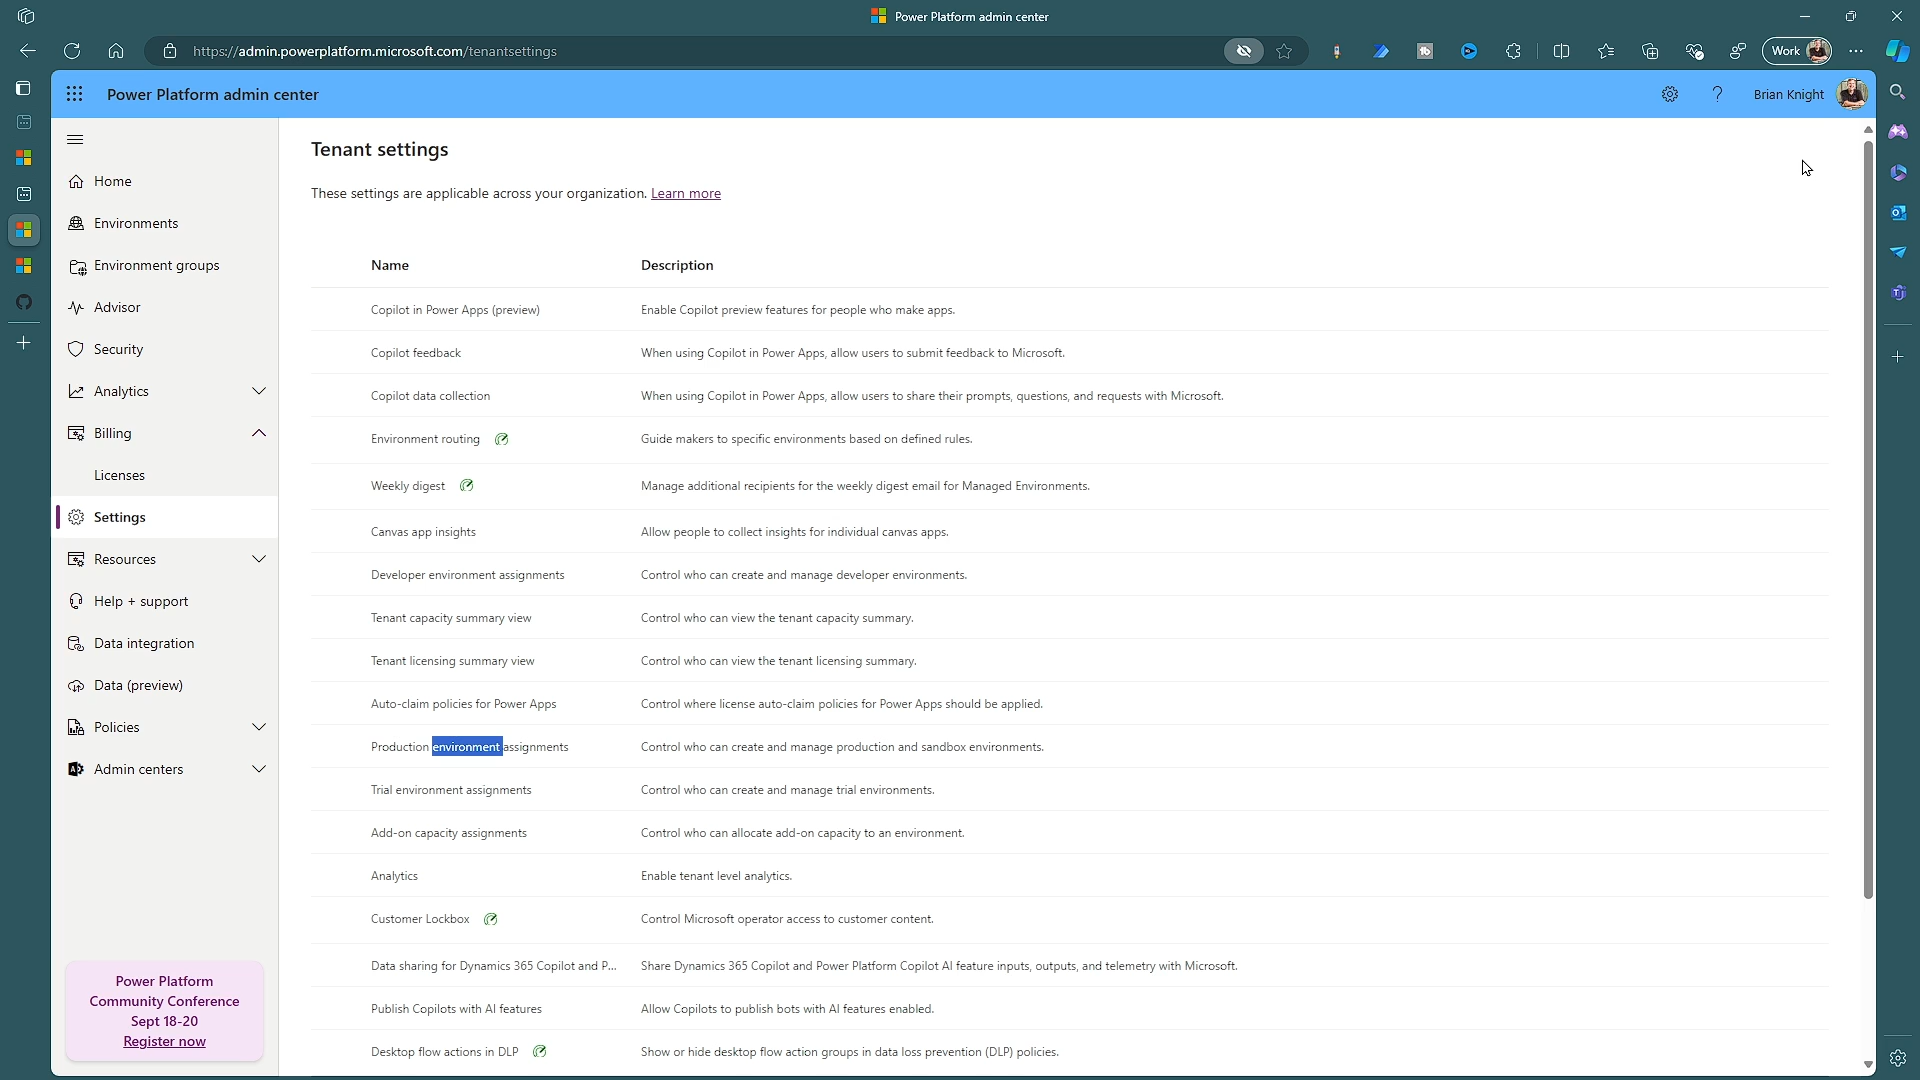 Power Platform admin center
https://admin.powerplatform.microsoft.com/tenantsettings
Work
Power Platform admin center
Brian Knight
Home
Environments
Environment groups
Advisor
Security
Analytics
Billing
Licenses
Settings
Resources
Help + support
Data integration
Data (preview)
Policies
Admin centers
Power Platform
Community Conference
Sept 18-20
Register now
Tenant settings
These settings are applicable across your organization. Learn more
Name Description
Copilot in Power Apps (preview) Enable Copilot preview features for people who make apps.
Copilot feedback When using Copilot in Power Apps, allow users to submit feedback to Microsoft.
Copilot data collection When using Copilot in Power Apps, allow users to share their prompts, questions, and requests with Microsoft.
Environment routing Guide makers to specific environments based on defined rules.
Weekly digest Manage additional recipients for the weekly digest email for Managed Environments.
Canvas app insights Allow people to collect insights for individual canvas apps.
Developer environment assignments Control who can create and manage developer environments.
Tenant capacity summary view Control who can view the tenant capacity summary.
Tenant licensing summary view Control who can view the tenant licensing summary.
Auto-claim policies for Power Apps Control where license auto-claim policies for Power Apps should be applied.
Production environment assignments Control who can create and manage production and sandbox environments.
Trial environment assignments Control who can create and manage trial environments.
Add-on capacity assignments Control who can allocate add-on capacity to an environment.
Analytics Enable tenant level analytics.
Customer Lockbox Control Microsoft operator access to customer content.
Data sharing for Dynamics 365 Copilot and P... Share Dynamics 365 Copilot and Power Platform Copilot AI feature inputs, outputs, and telemetry with Microsoft.
Publish Copilots with AI features Allow Copilots to publish bots with AI features enabled.
Desktop flow actions in DLP Show or hide desktop flow action groups in data loss prevention (DLP) policies.